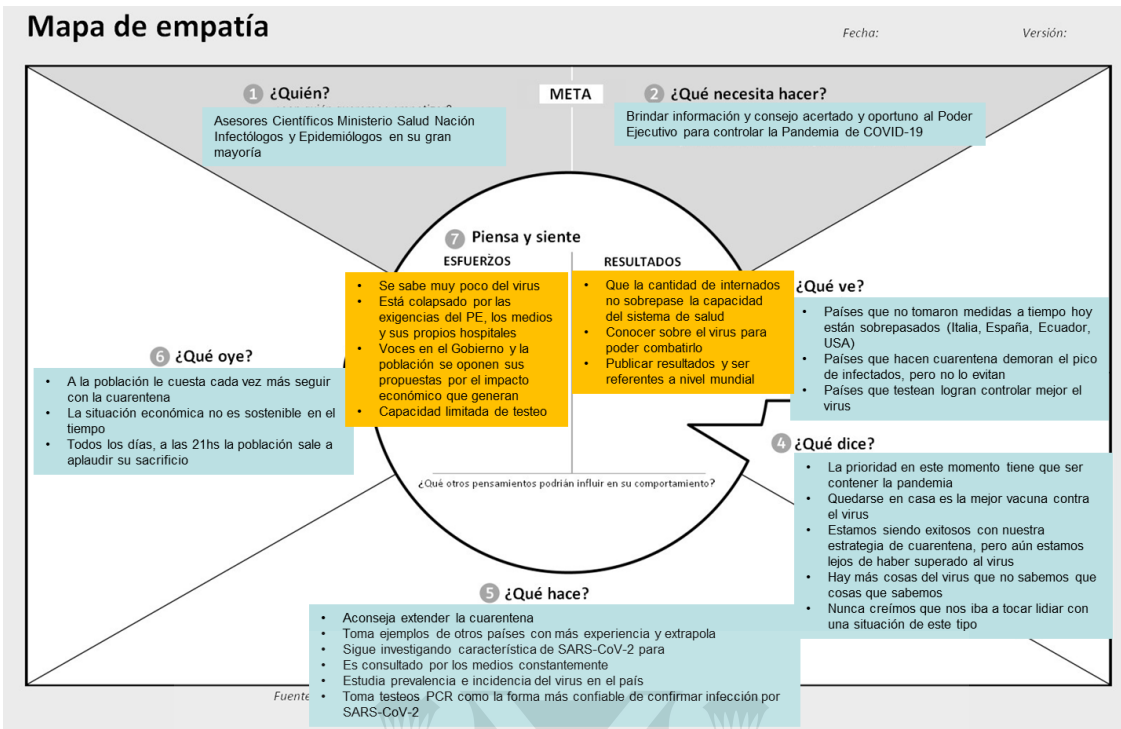 Mapa de empatía
Fecha:
Versión:
1 ¿Quién?
Asesores Científicos Ministerio Salud Nación
Infectólogos y Epidemiólogos en su gran
mayoría
META
2 ¿Qué necesita hacer?
Brindar información y consejo acertado y oportuno al Poder
Ejecutivo para controlar la Pandemia de COVID-19
7 Piensa y siente
ESFUERZOS
• Se sabe muy poco del virus
• Está colapsado por las
exigencias del PE, los medios
y sus propios hospitales
• Voces en el Gobierno y la
población se oponen sus
propuestas por el impacto
económico que generan
• Capacidad limitada de testeo
RESULTADOS
• Que la cantidad de internados
no sobrepase la capacidad
del sistema de salud
• Conocer sobre el virus para
poder combatirlo
• Publicar resultados y ser
referentes a nivel mundial
¿Qué otros pensamientos podrián influir en su comportamiento?
¿Qué ve?
• Países que no tomaron medidas a tiempo hoy
están sobrepasados (Italia, España, Ecuador,
USA)
• Países que hacen cuarentena demoran el pico
de infectados, pero no lo evitan
• Países que testean logran controlar mejor el
virus
4 ¿Qué dice?
• La prioridad en este momento tiene que ser
contener la pandemia
• Quedarse en casa es la mejor vacuna contra
el virus
• Estamos siendo exitosos con nuestra
estrategia de cuarentena, pero aún estamos
lejos de haber superado al virus
• Hay más cosas del virus que no sabemos que
cosas que sabemos
• Nunca creímos que nos iba a tocar lidiar con
una situación de este tipo
5 ¿Qué hace?
• Aconseja extender la cuarentena
• Toma ejemplos de otros países con más experiencia y extrapola
• Sigue investigando característica de SARS-CoV-2 para
• Es consultado por los medios constantemente
• Estudia prevalencia e incidencia del virus en el país
• Toma testeos PCR como la forma más confiable de confirmar infección por
SARS-CoV-2
6 ¿Qué oye?
• A la población le cuesta cada vez más seguir
con la cuarentena
• La situación económica no es sostenible en el
tiempo
• Todos los días, a las 21hs la población sale a
aplaudir su sacrificio
Fuente